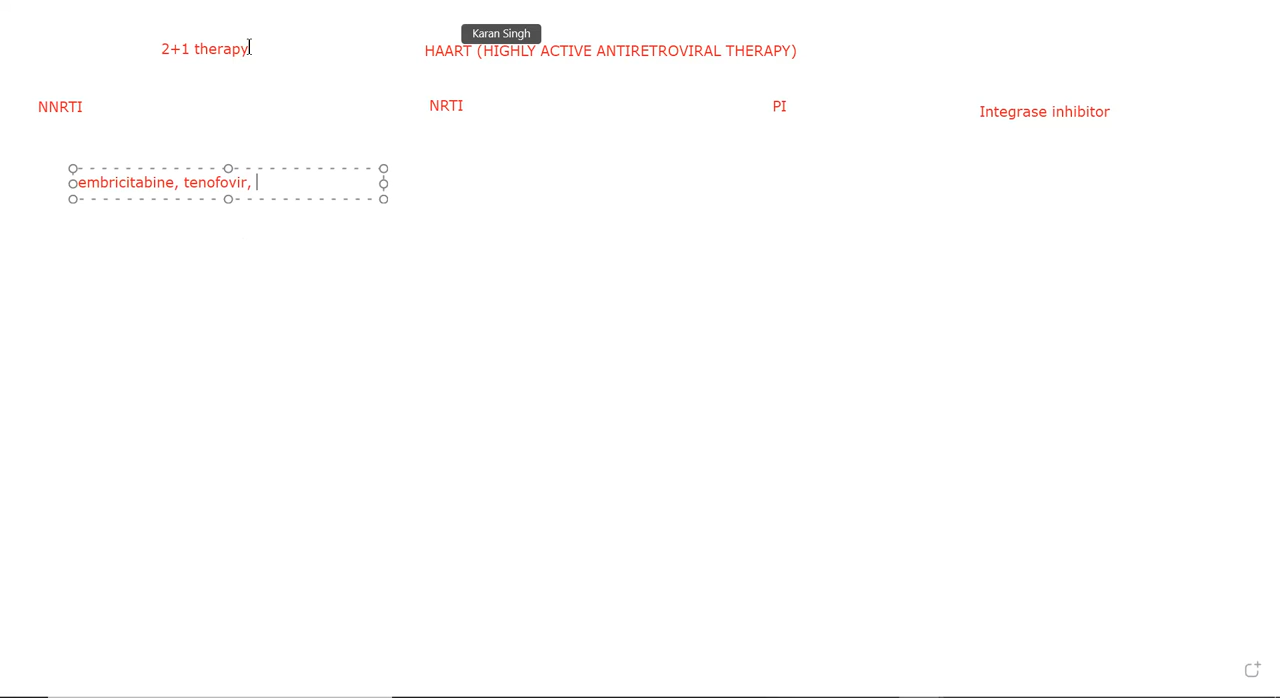 Karan Singh
2+1 therapy
HAART (HIGHLY ACTIVE ANTIRETROVIRAL THERAPY)
NNRTI
NRTI
PI
Integrase inhibitor
embricitabine, tenofovir,